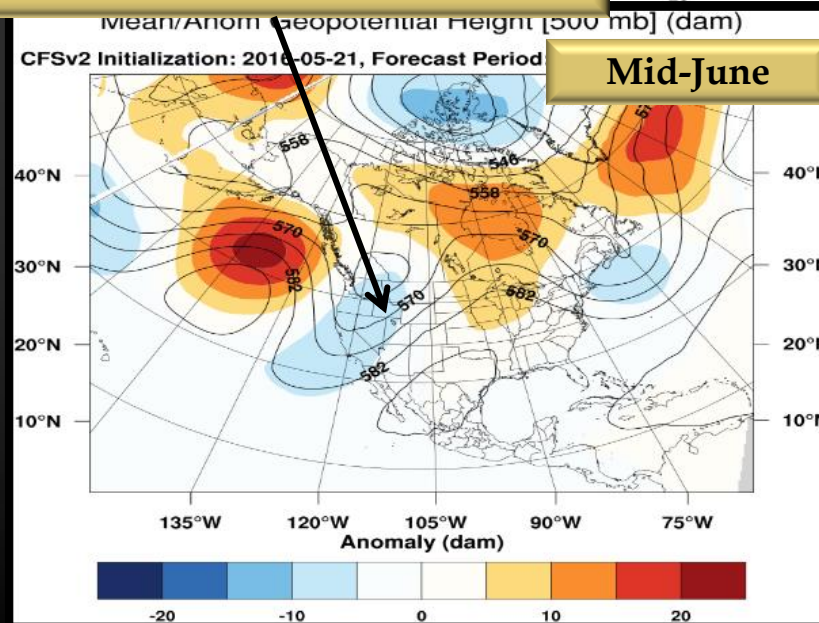 Mean/Anom Geopotential Height [500 mb] (dam)
CFSv2 Initialization: 2016-05-21, Forecast Period:
Mid-June
558
546
558
570
570
582
570
582
582
40°N
30°N
20°N
10°N
40°
30°N
20°N
10°N
135°W 120°W 105°W 90°W 75°W
Anomaly (dam)
-20 -10 0 10 20